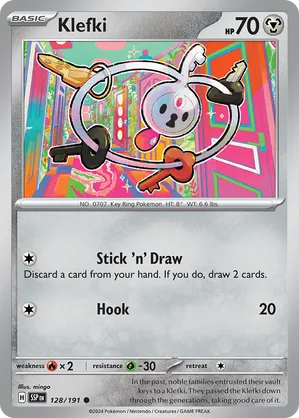 BASIC
Klefki
HP 70
NO. 0707 Key Ring Pokémon HT: 8" WT: 6.6 lbs.
Stick 'n' Draw
Discard a card from your hand. If you do, draw 2 cards.
Hook 20
weakness ×2 resistance -30 retreat
Illus. mingo
H SSP EN 128/191
In the past, noble families entrusted their vault
keys to a Klefki. They passed the Klefki down through
the generations, taking good care of it.
©2024 Pokémon / Nintendo / Creatures / GAME FREAK